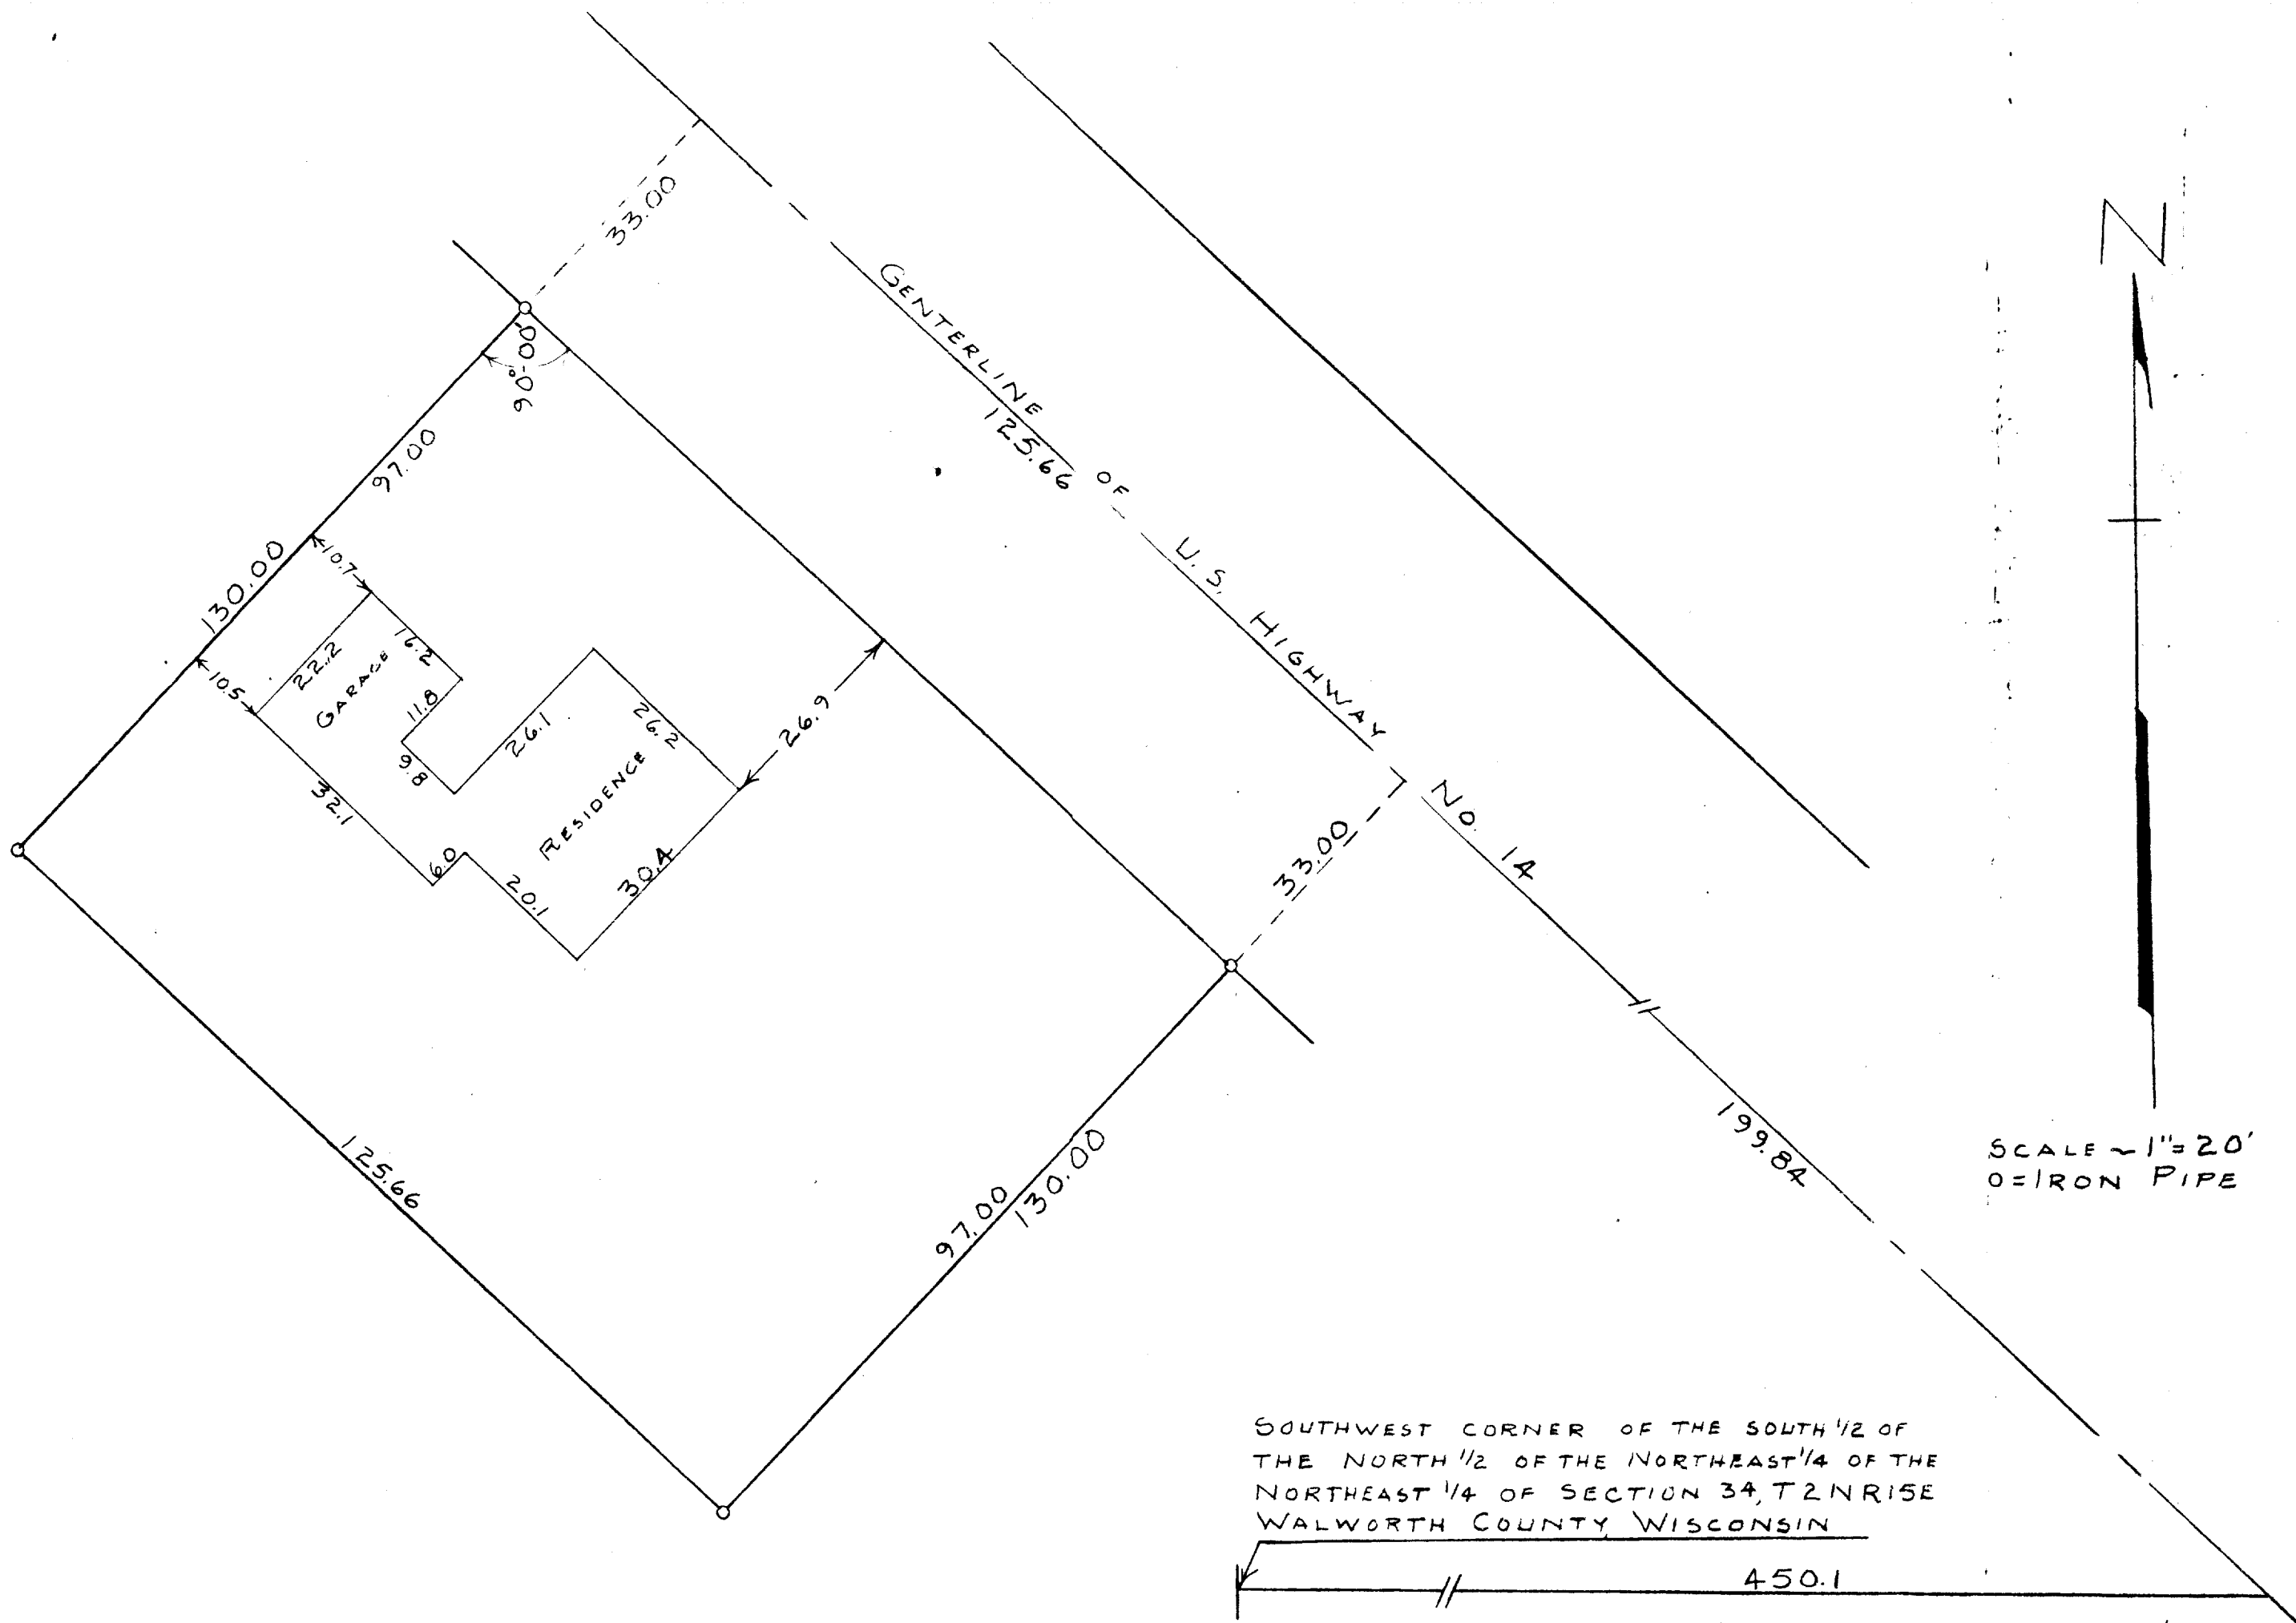 N
33.00
90°-00'-0
CENTERLINE OF U.S. HIGHWAY No. 14
125.66
97.00
130.00
10.7
16.2
22.2
GARAGE
10.5
11.8
9.8
26.1
26.2
26.9
RESIDENCE
32.1
6.0
20.1
30.4
33.00
199.84
125.66
97.00
130.00
SCALE ~ 1"=20'
O=IRON PIPE
SOUTHWEST CORNER OF THE SOUTH 1/2 OF
THE NORTH 1/2 OF THE NORTHEAST 1/4 OF THE
NORTHEAST 1/4 OF SECTION 34, T2NR15E
WALWORTH COUNTY, WISCONSIN
450.1